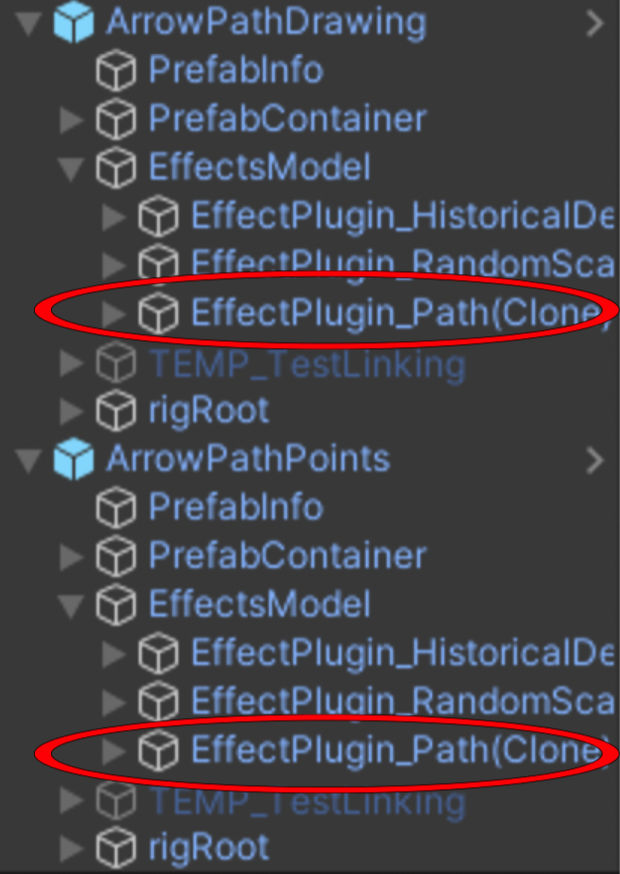 ArrowPathDrawing
PrefabInfo
PrefabContainer
EffectsModel
EffectPlugin_HistoricalDe
EffectPlugin_RandomSca
EffectPlugin_Path(Clone)
TEMP_TestLinking
rigRoot
ArrowPathPoints
PrefabInfo
PrefabContainer
EffectsModel
EffectPlugin_HistoricalDe
EffectPlugin_RandomSca
EffectPlugin_Path(Clone)
TEMP_TestLinking
rigRoot